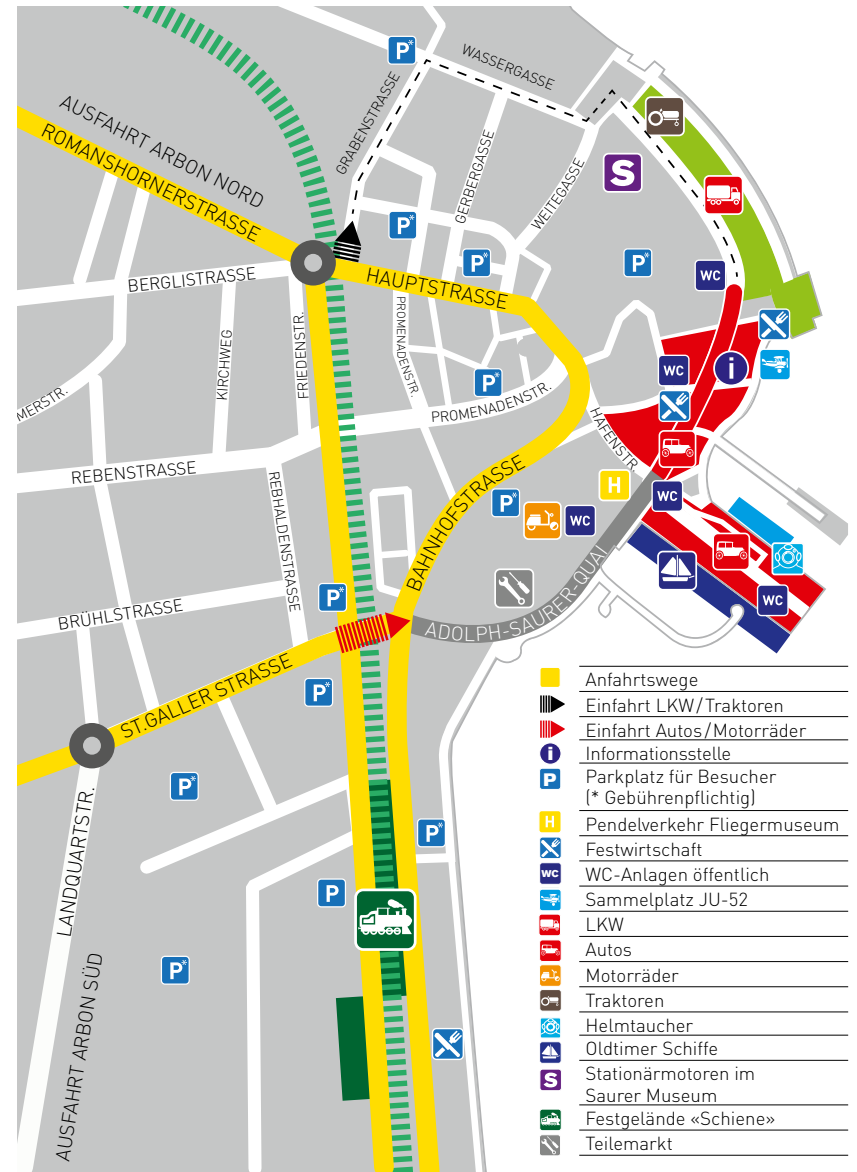 P*
WASSERGASSE
GRABENSTRASSE
AUSFAHRT ARBON NORD
ROMANSHORNERSTRASSE
GERBERGASSE
WEITEGASSE
S
P*
P*
P*
WC
BERGLISTRASSE
HAUPTSTRASSE
KIRCHWEG
FRIEDENSTR.
PROMENADENSTR.
P*
PROMENADENSTR.
WC
i
MERSTR.
HAFENSTR.
REBENSTRASSE
REBHALDENSTRASSE
BAHNHOFSTRASSE
P*
WC
H
WC
WC
BRÜHLSTRASSE
P*
ADOLPH-SAURER-QUAI
ST.GALLER STRASSE
P*
P*
LANDQUARTSTR.
P*
P
P*
AUSFAHRT ARBON SÜD
Anfahrtswege
Einfahrt LKW/Traktoren
Einfahrt Autos/Motorräder
i Informationsstelle
P Parkplatz für Besucher
(* Gebührenpflichtig)
H Pendelverkehr Fliegermuseum
Festwirtschaft
WC WC-Anlagen öffentlich
Sammelplatz JU-52
LKW
Autos
Motorräder
Traktoren
Helmtaucher
Oldtimer Schiffe
S Stationärmotoren im
Saurer Museum
Festgelände «Schiene»
Teilemarkt